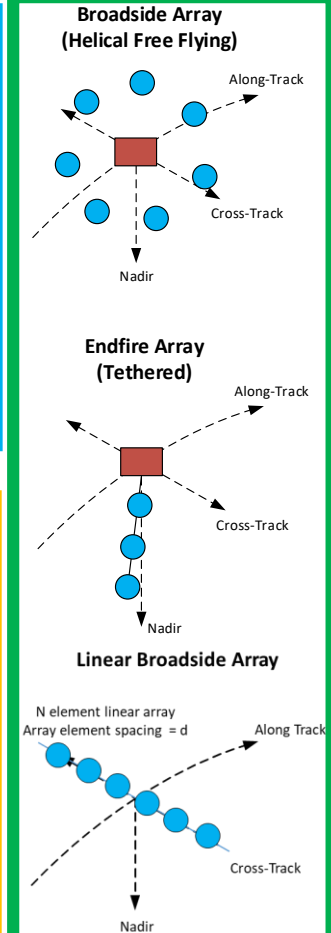 Broadside Array
(Helical Free Flying)
Along-Track
Cross-Track
Nadir
Endfire Array
(Tethered)
Along-Track
Cross-Track
Nadir
Linear Broadside Array
N element linear array
Array element spacing = d
Along Track
Cross-Track
Nadir